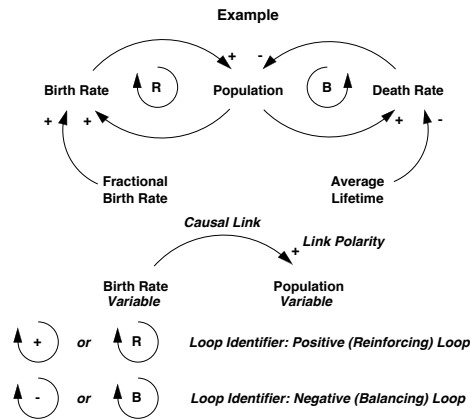 Example
+ -
R B
Birth Rate Population Death Rate
+ + + -
Fractional
Birth Rate
Average
Lifetime
Causal Link
+ Link Polarity
Birth Rate
Variable
Population
Variable
+ or R Loop Identifier: Positive (Reinforcing) Loop
- or B Loop Identifier: Negative (Balancing) Loop